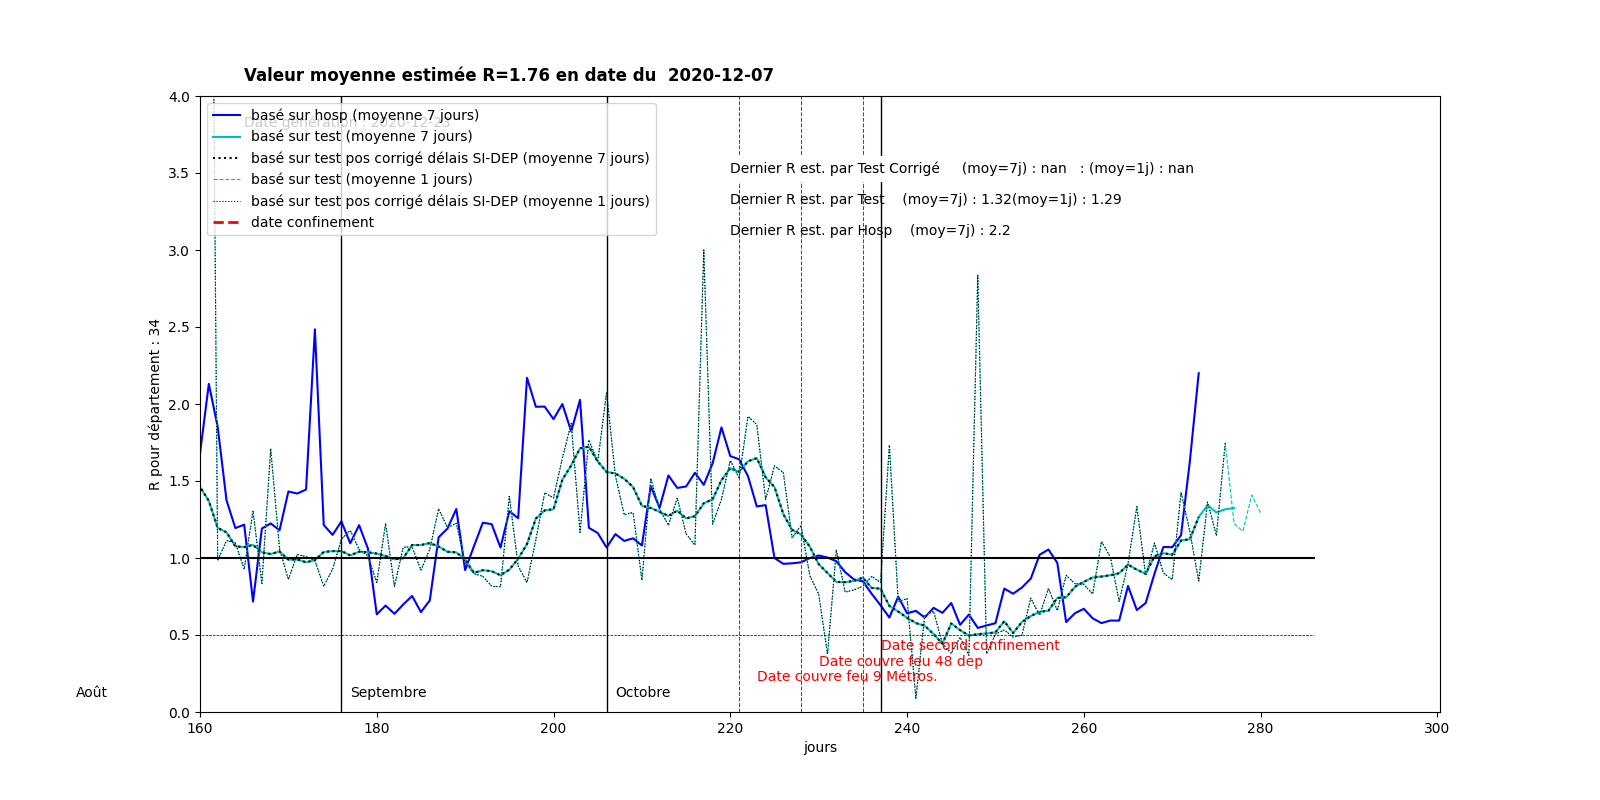 Valeur moyenne estimée R=1.76 en date du  2020-12-07
Date génération : 2020-12-23
basé sur hosp (moyenne 7 jours)
basé sur test (moyenne 7 jours)
basé sur test pos corrigé délais SI-DEP (moyenne 7 jours)
basé sur test (moyenne 1 jours)
basé sur test pos corrigé délais SI-DEP (moyenne 1 jours)
date confinement
Dernier R est. par Test Corrigé     (moy=7j) : nan   : (moy=1j) : nan
Dernier R est. par Test    (moy=7j) : 1.32(moy=1j) : 1.29
Dernier R est. par Hosp    (moy=7j) : 2.2
R pour département : 34
4.0
3.5
3.0
2.5
2.0
1.5
1.0
0.5
0.0
Date second confinement
Date couvre feu 48 dep
Date couvre feu 9 Métros.
Août Septembre Octobre
160 180 200 220 240 260 280 300
jours